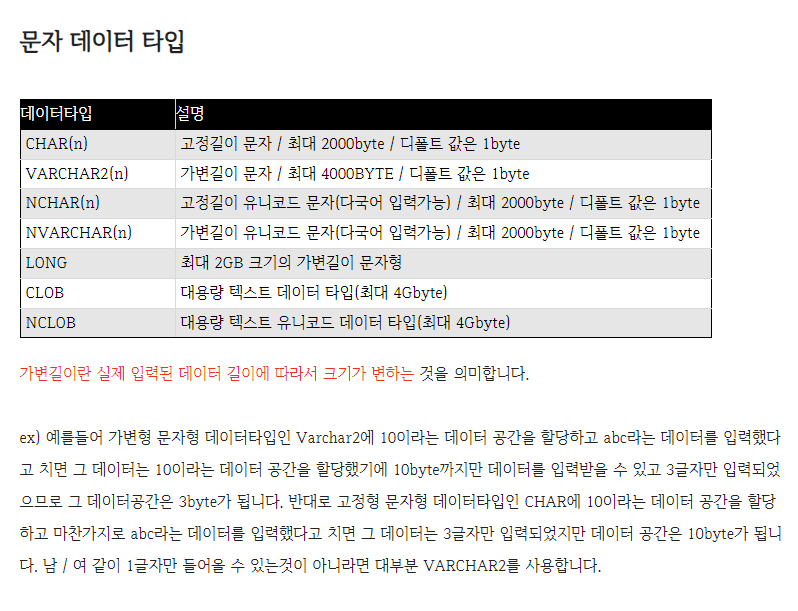 문자 데이터 타입
데이터타입 설명
CHAR(n) 고정길이 문자 / 최대 2000byte / 디폴트 값은 1byte
VARCHAR2(n) 가변길이 문자 / 최대 4000BYTE / 디폴트 값은 1byte
NCHAR(n) 고정길이 유니코드 문자(다국어 입력가능) / 최대 2000byte / 디폴트 값은 1byte
NVARCHAR(n) 가변길이 유니코드 문자(다국어 입력가능) / 최대 2000byte / 디폴트 값은 1byte
LONG 최대 2GB 크기의 가변길이 문자형
CLOB 대용량 텍스트 데이터 타입(최대 4Gbyte)
NCLOB 대용량 텍스트 유니코드 데이터 타입(최대 4Gbyte)
가변길이란 실제 입력된 데이터 길이에 따라서 크기가 변하는 것을 의미합니다.
ex) 예를들어 가변형 문자형 데이터타입인 Varchar2에 10이라는 데이터 공간을 할당하고 abc라는 데이터를 입력했다
고 치면 그 데이터는 10이라는 데이터 공간을 할당했기에 10byte까지만 데이터를 입력받을 수 있고 3글자만 입력되었
으므로 그 데이터공간은 3byte가 됩니다. 반대로 고정형 문자형 데이터타입인 CHAR에 10이라는 데이터 공간을 할당
하고 마찬가지로 abc라는 데이터를 입력했다고 치면 그 데이터는 3글자만 입력되었지만 데이터 공간은 10byte가 됩니
다. 남 / 여 같이 1글자만 들어올 수 있는것이 아니라면 대부분 VARCHAR2를 사용합니다.